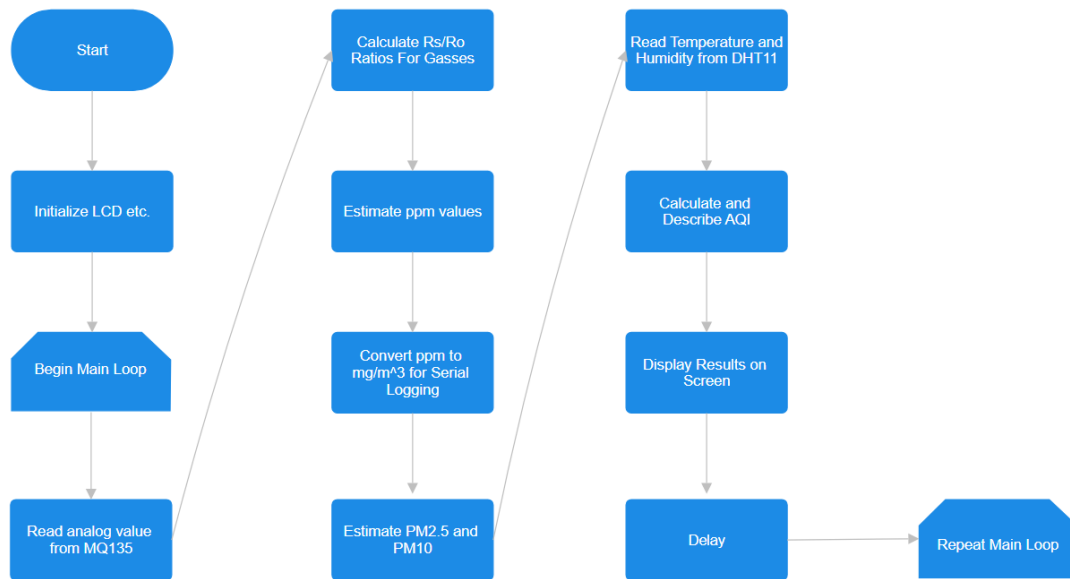 Start
Initialize LCD etc.
Begin Main Loop
Read analog value
from MQ135
Calculate Rs/Ro
Ratios For Gasses
Estimate ppm values
Convert ppm to
mg/m^3 for Serial
Logging
Estimate PM2.5 and
PM10
Read Temperature and
Humidity from DHT11
Calculate and
Describe AQI
Display Results on
Screen
Delay
Repeat Main Loop